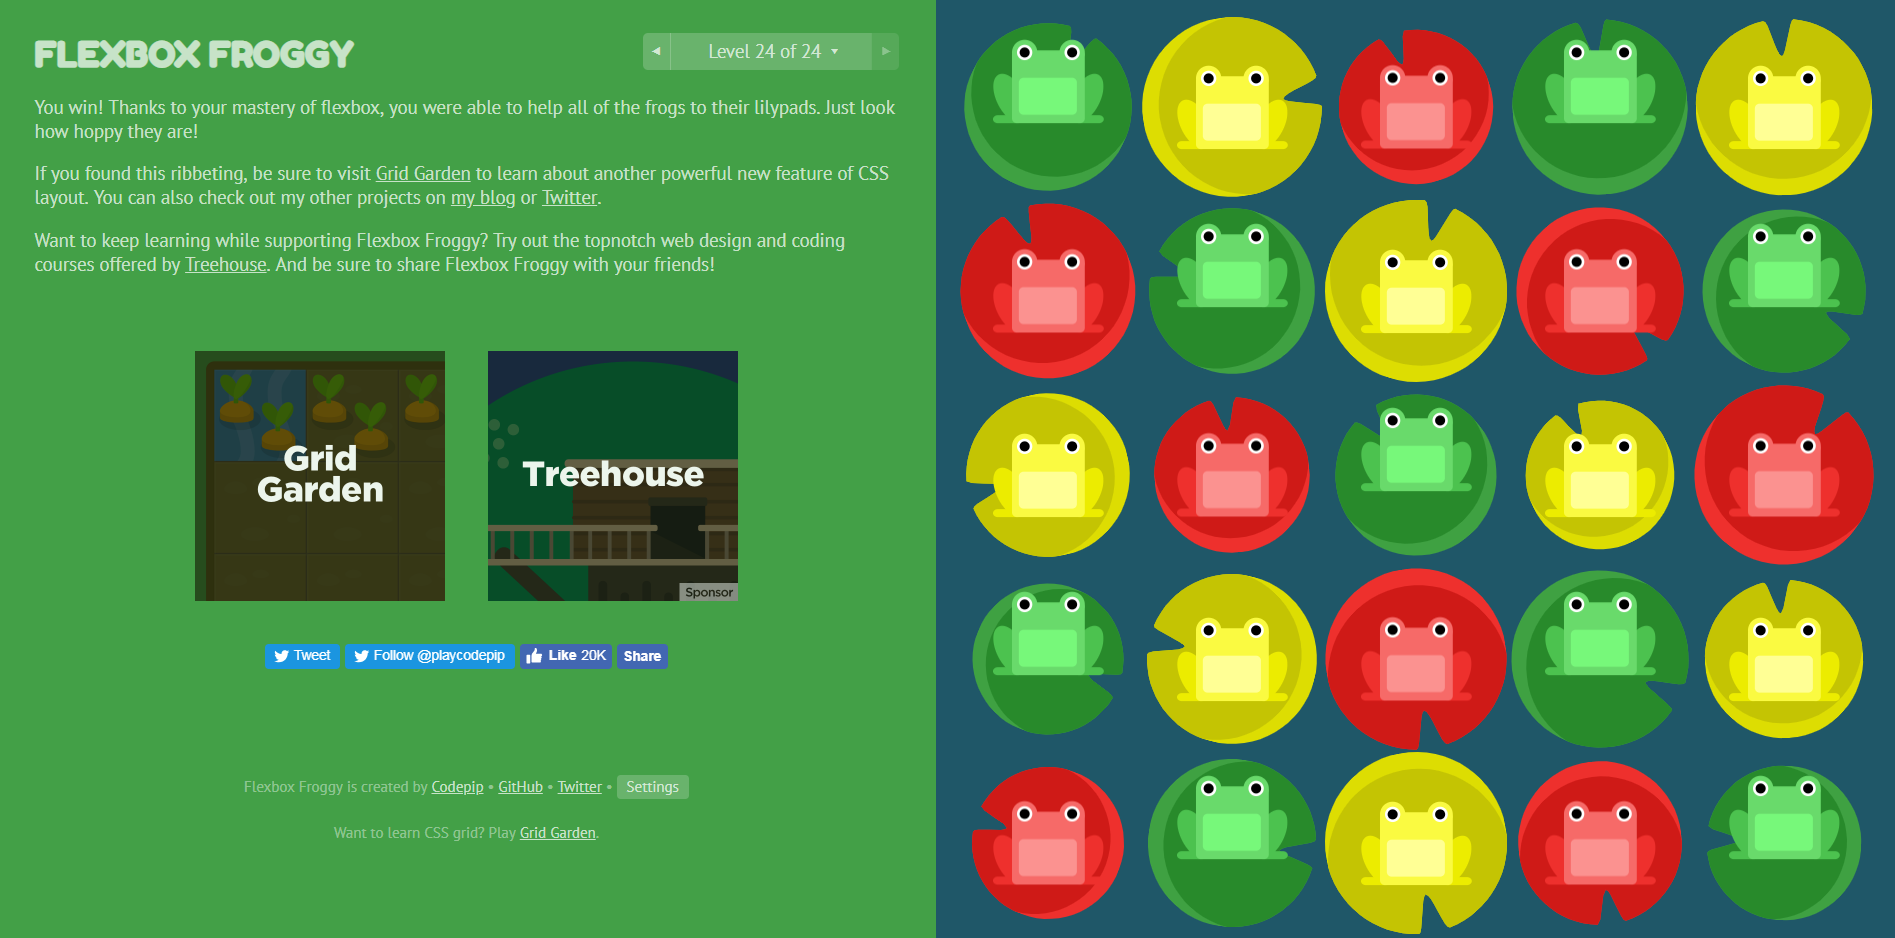 FLEXBOX FROGGY
◄ Level 24 of 24 ▼ ►
You win! Thanks to your mastery of flexbox, you were able to help all of the frogs to their lilypads. Just look
how hoppy they are!
If you found this ribbeting, be sure to visit Grid Garden to learn about another powerful new feature of CSS
layout. You can also check out my other projects on my blog or Twitter.
Want to keep learning while supporting Flexbox Froggy? Try out the topnotch web design and coding
courses offered by Treehouse. And be sure to share Flexbox Froggy with your friends!
Grid
Garden
Treehouse
Sponsor
Tweet Follow @playcodepip Like 20K Share
Flexbox Froggy is created by Codepip • GitHub • Twitter • Settings
Want to learn CSS grid? Play Grid Garden.